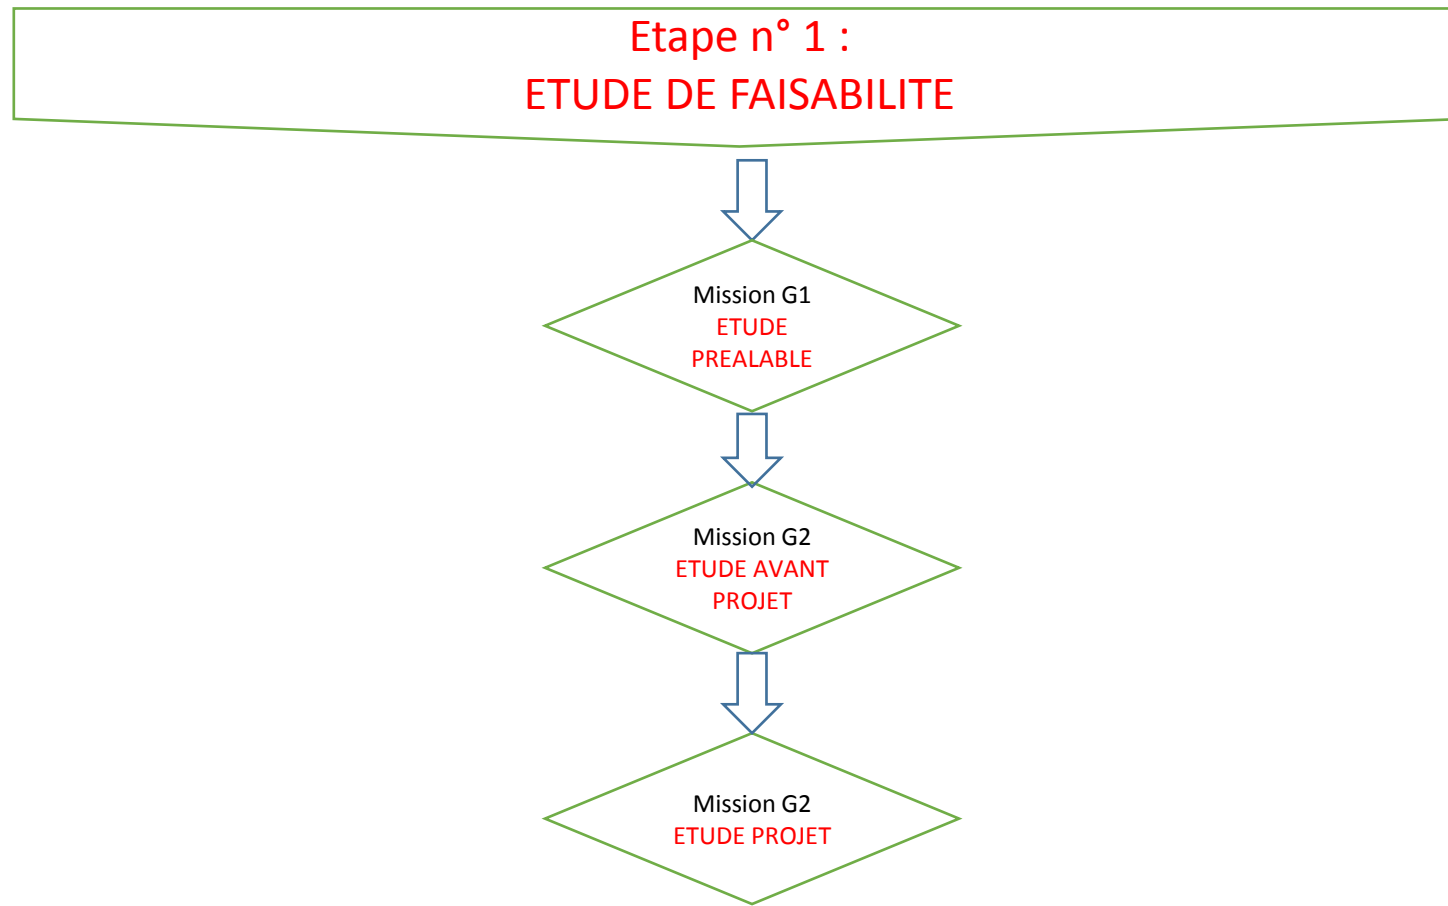 Etape n° 1 :
ETUDE DE FAISABILITE
Mission G1
ETUDE
PREALABLE
Mission G2
ETUDE AVANT
PROJET
Mission G2
ETUDE PROJET